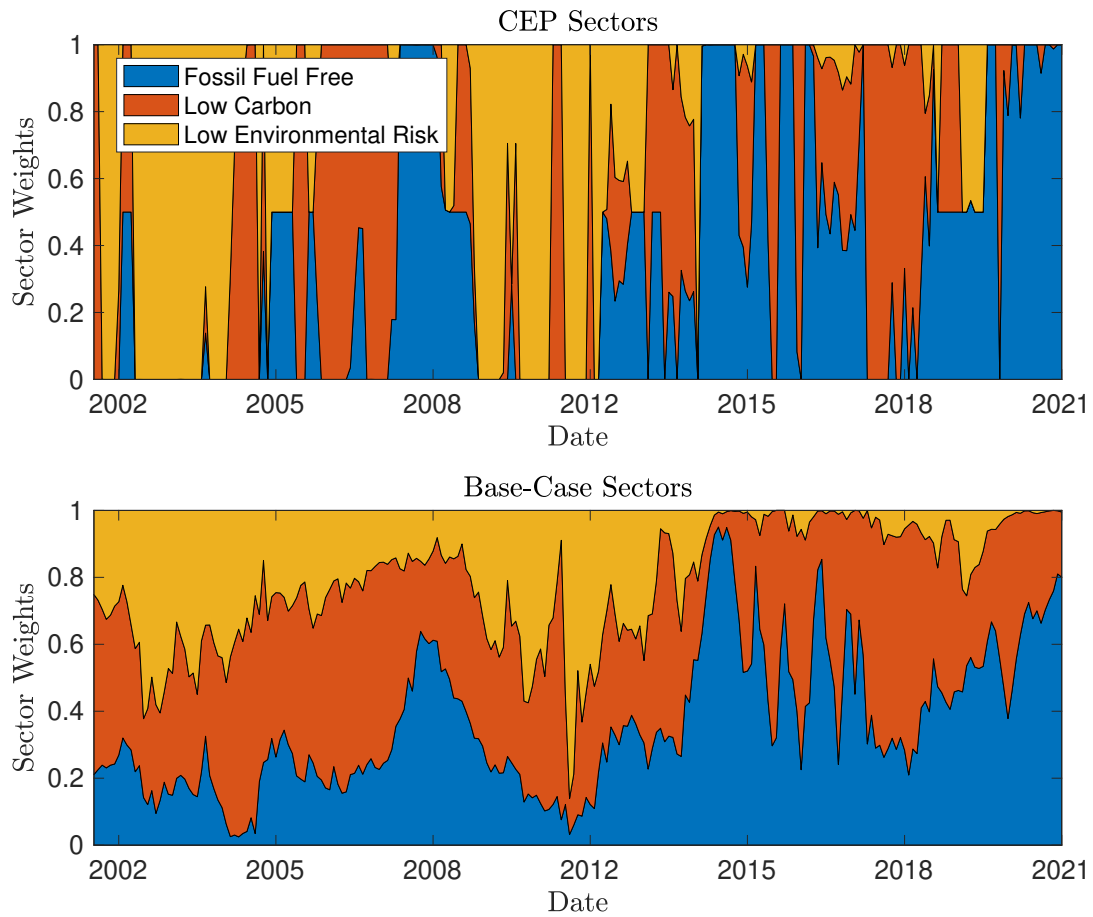 CEP Sectors
1
0.8
0.6
0.4
0.2
0
Sector Weights
Fossil Fuel Free
Low Carbon
Low Environmental Risk
2002 2005 2008 2012 2015 2018 2021
Date
Base-Case Sectors
1
0.8
0.6
0.4
0.2
0
Sector Weights
2002 2005 2008 2012 2015 2018 2021
Date